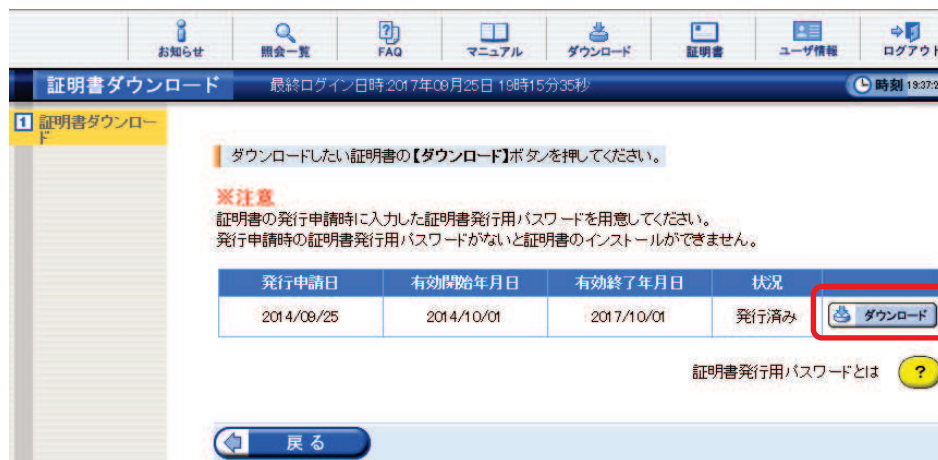 お知らせ 照会一覧 FAQ マニュアル ダウンロード 証明書 ユーザ情報 ログアウト
証明書ダウンロード 最終ログイン日時:2017年09月25日 19時15分35秒 時刻 19:37:2
1 証明書ダウンロー
ド
ダウンロードしたい証明書の【ダウンロード】ボタンを押してください。
※注意
証明書の発行申請時に入力した証明書発行用パスワードを用意してください。
発行申請時の証明書発行用パスワードがないと証明書のインストールができません。
発行申請日 有効開始年月日 有効終了年月日 状況
2014/09/25 2014/10/01 2017/10/01 発行済み ダウンロード
証明書発行用パスワードとは ?
戻る